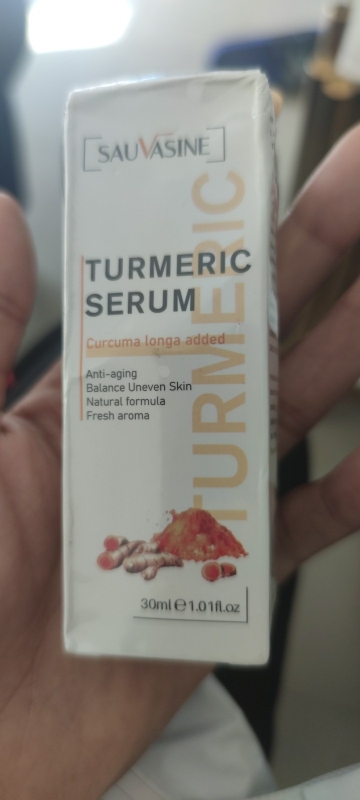 [SAUVASINE]
TURMERIC
SERUM
Curcuma longa added
Anti-aging
Balance Uneven Skin
Natural formula
Fresh aroma
TURMERIC
30ml ℮ 1.01fl.oz